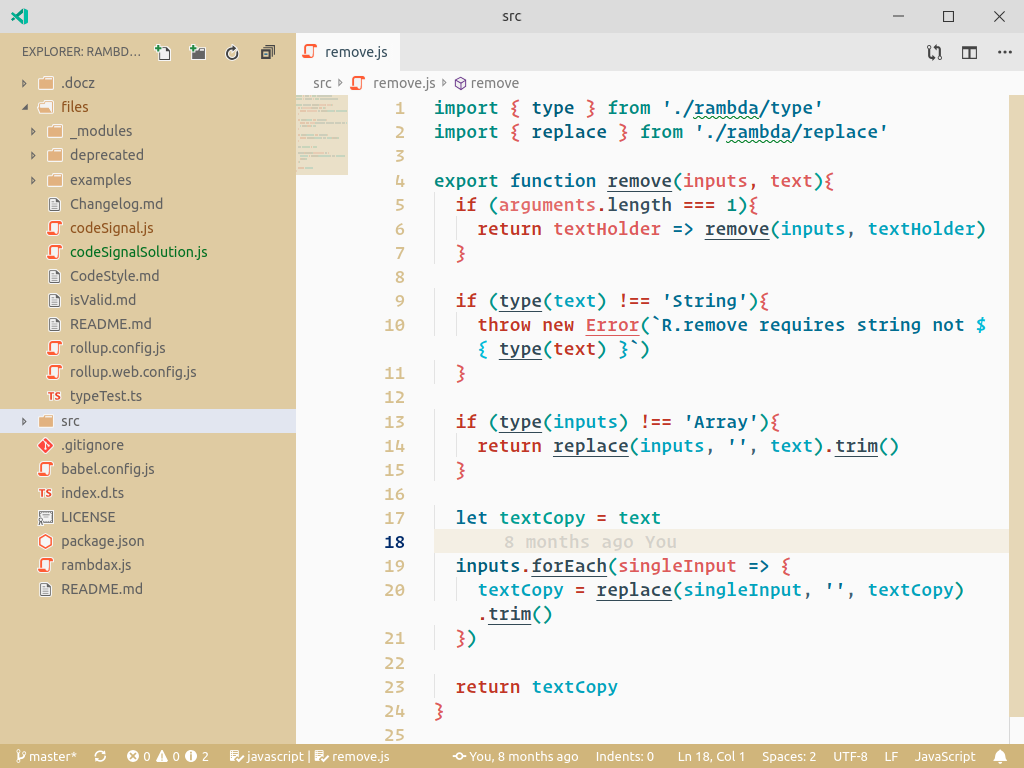 src
EXPLORER: RAMBD...
.docz
files
_modules
deprecated
examples
Changelog.md
codeSignal.js
codeSignalSolution.js
CodeStyle.md
isValid.md
README.md
rollup.config.js
rollup.web.config.js
TS typeTest.ts
src
.gitignore
babel.config.js
TS index.d.ts
LICENSE
package.json
rambdax.js
README.md
remove.js
src remove.js remove
1 import { type } from './rambda/type'
2 import { replace } from './rambda/replace'
3
4 export function remove(inputs, text){
5 if (arguments.length === 1){
6 return textHolder => remove(inputs, textHolder)
7 }
8
9 if (type(text) !== 'String'){
10 throw new Error(`R.remove requires string not $
{ type(text) }`)
11 }
12
13 if (type(inputs) !== 'Array'){
14 return replace(inputs, '', text).trim()
15 }
16
17 let textCopy = text
18 8 months ago You
19 inputs.forEach(singleInput => {
20 textCopy = replace(singleInput, '', textCopy)
.trim()
21 })
22
23 return textCopy
24 }
25
master* 0 0 2 javascript | remove.js You, 8 months ago Indents: 0 Ln 18, Col 1 Spaces: 2 UTF-8 LF JavaScript